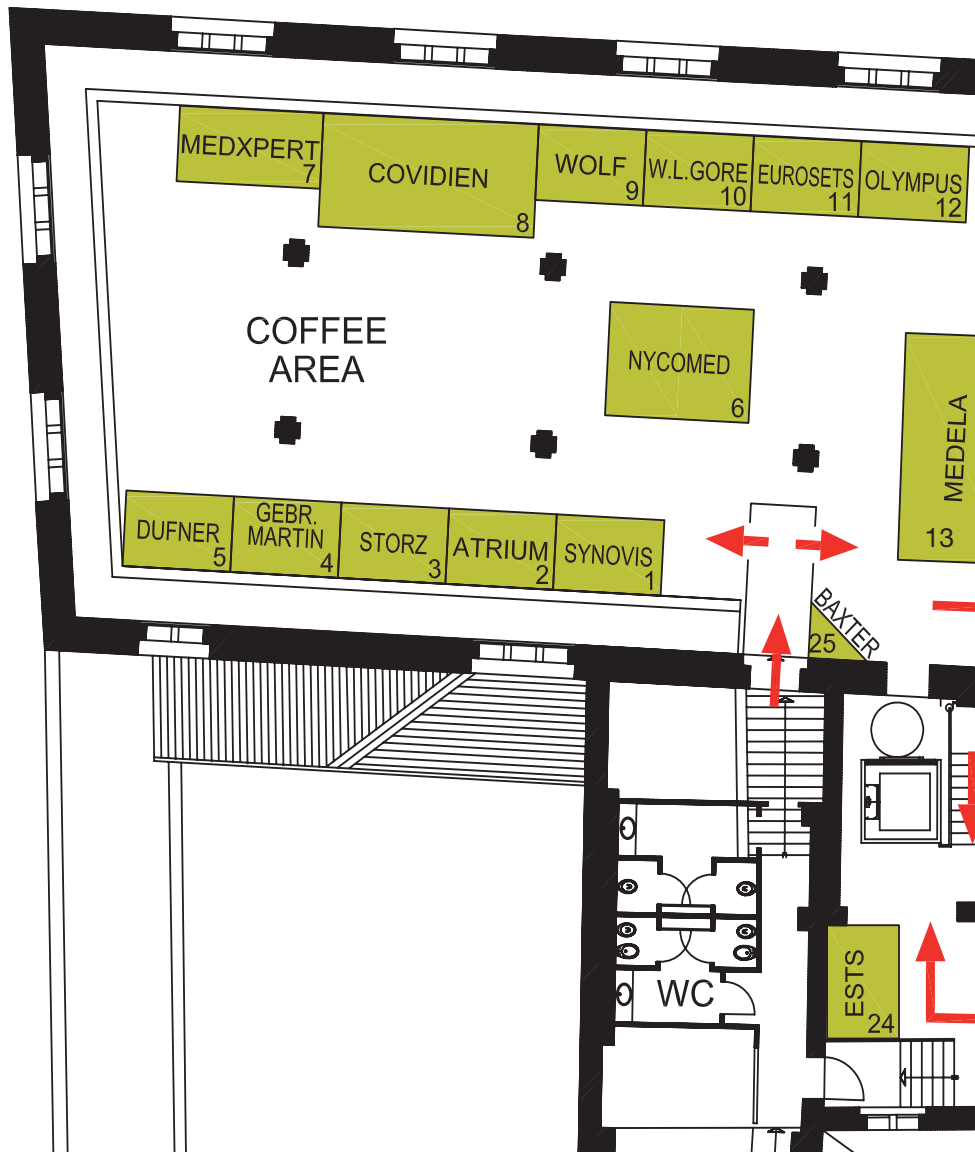 MEDXPERT
7
COVIDIEN
8
WOLF
9
W.L.GORE
10
EUROSETS
11
OLYMPUS
12
COFFEE
AREA
NYCOMED
6
MEDELA
13
DUFNER
5
GEBR.
MARTIN
4
STORZ
3
ATRIUM
2
SYNOVIS
1
BAXTER
25
WC
ESTS
24